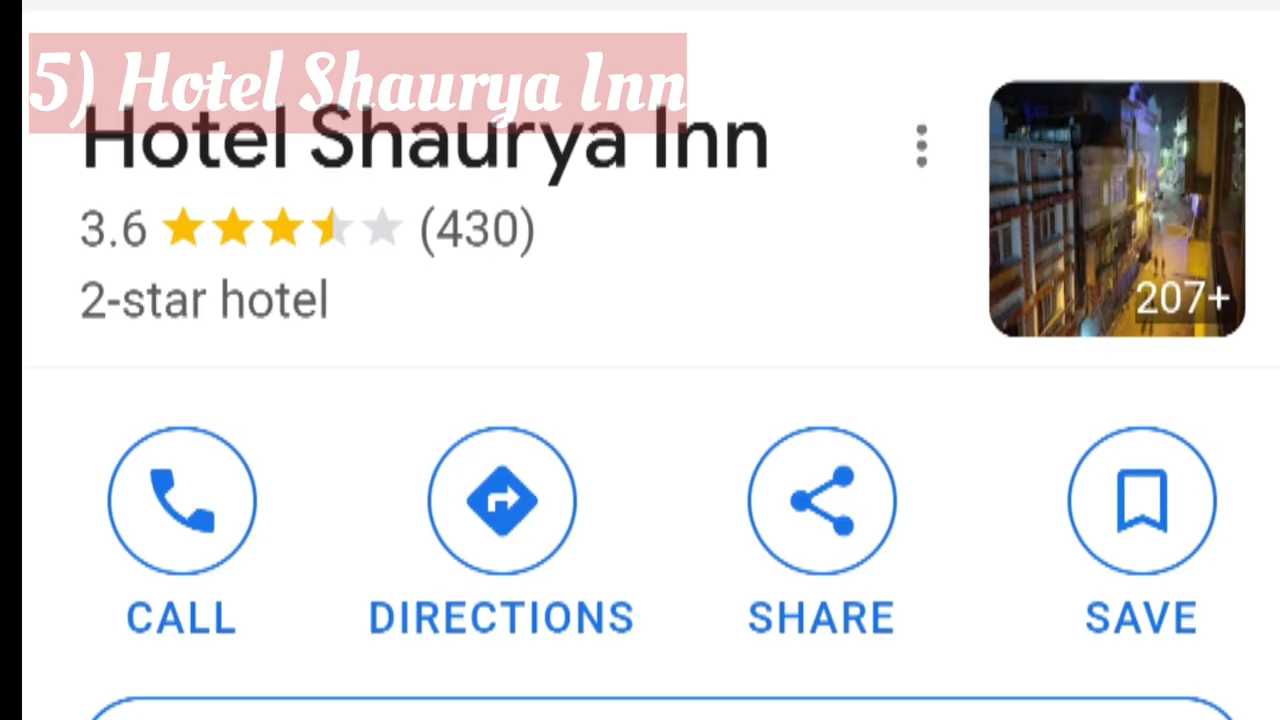 5) Hotel Shaurya Inn
Hotel Shaurya Inn
3.6 (430)
2-star hotel
207+
CALL DIRECTIONS SHARE SAVE